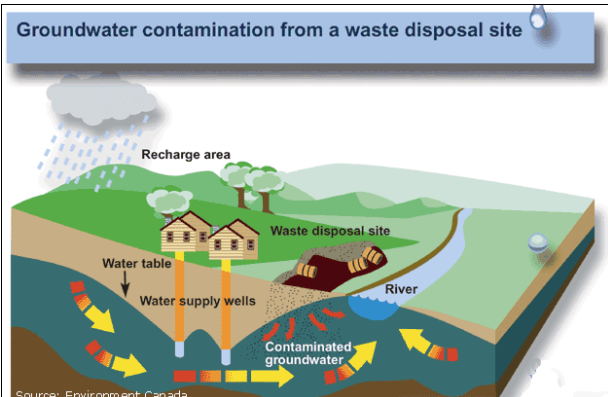 Groundwater contamination from a waste disposal site
Recharge area
Waste disposal site
Water table
River
Water supply wells
Contaminated
groundwater
Source: Environment Canada